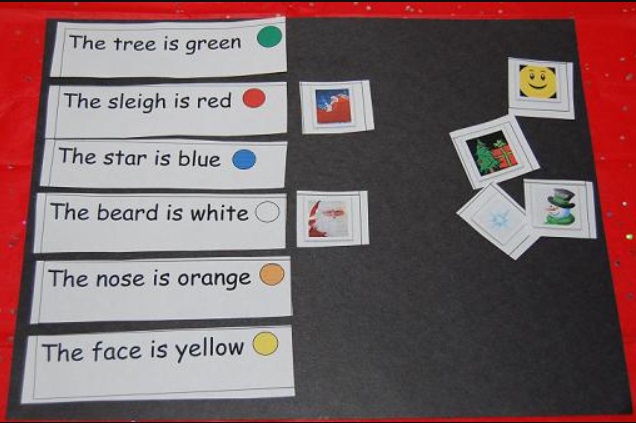 The tree is green
The sleigh is red
The star is blue
The beard is white
The nose is orange
The face is yellow